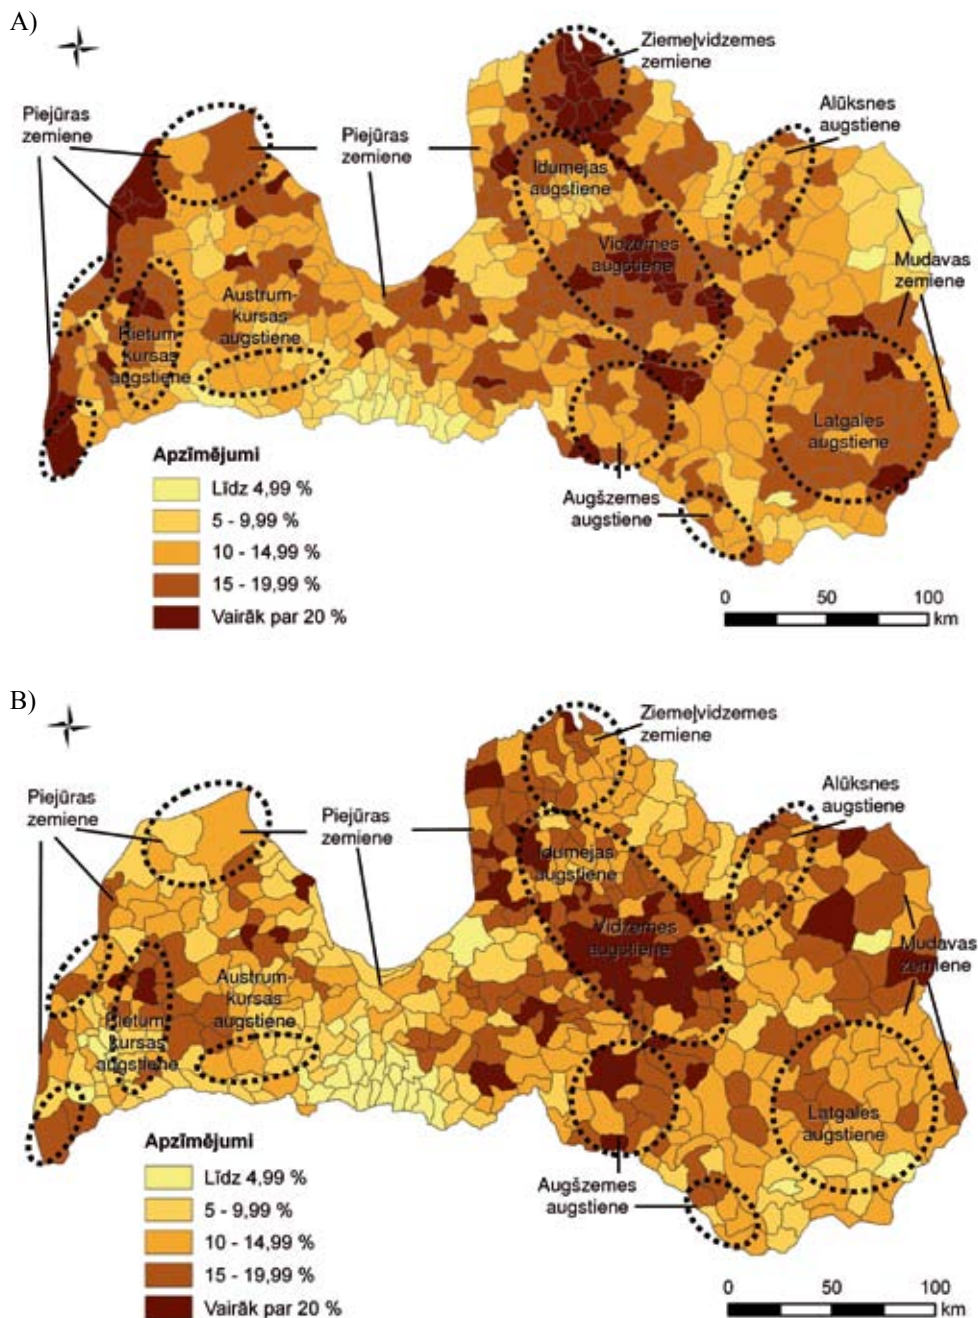 A)
Ziemeļvidzemes
zemiene
Piejūras
zemiene
Piejūras
zemiene
Alūksnes
augstiene
Idumejas
augstiene
Vidzemes
augstiene
Mudavas
zemiene
Austrum-
kursas
augstiene
Rietum-
kursas
augstiene
Latgales
augstiene
Augšzemes
augstiene
Apzīmējumi
Līdz 4,99 %
5 - 9,99 %
10 - 14,99 %
15 - 19,99 %
Vairāk par 20 %
0 50 100
km
B)
Ziemeļvidzemes
zemiene
Piejūras
zemiene
Piejūras
zemiene
Alūksnes
augstiene
Idumejas
augstiene
Vidzemes
augstiene
Mudavas
zemiene
Austrum-
kursas
augstiene
Rietum-
kursas
augstiene
Latgales
augstiene
Augšzemes
augstiene
Apzīmējumi
Līdz 4,99 %
5 - 9,99 %
10 - 14,99 %
15 - 19,99 %
Vairāk par 20 %
0 50 100
km